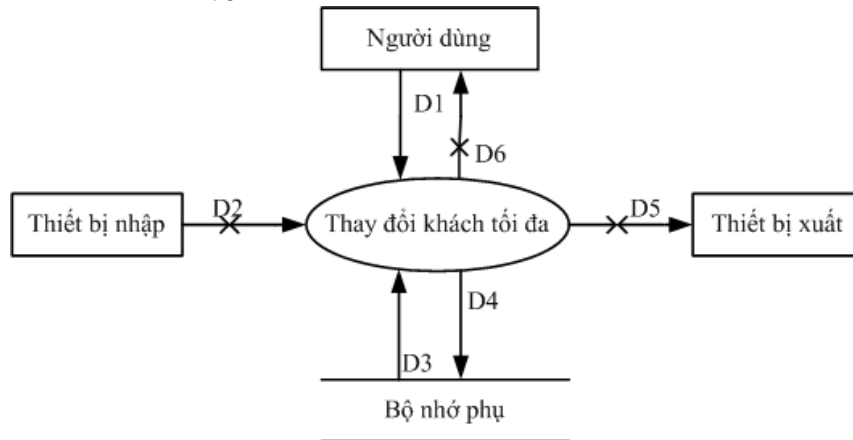 Người dùng
D1
D6
Thiết bị nhập
D2
Thay đổi khách tối đa
D5
Thiết bị xuất
D4
D3
Bộ nhớ phụ